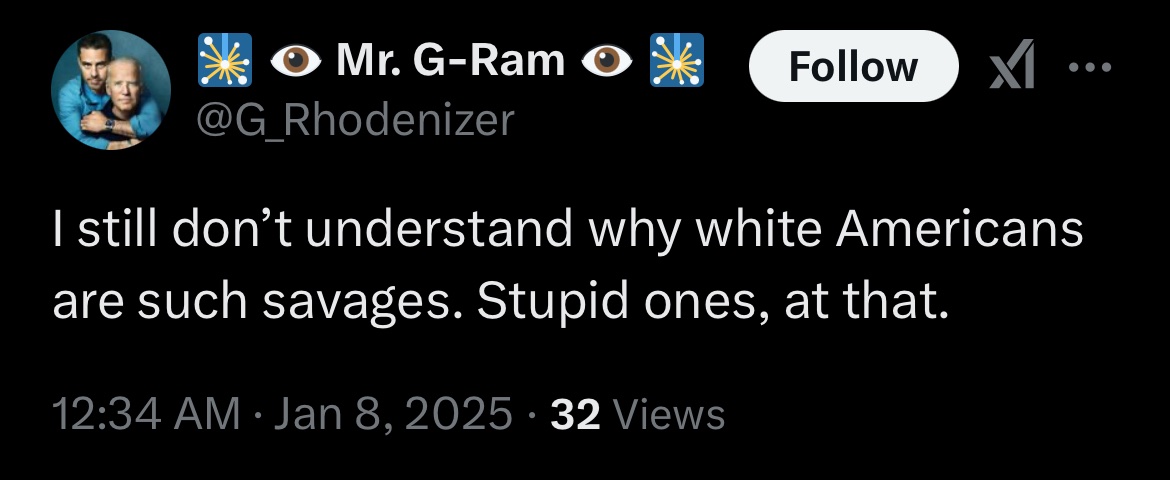 🎇 👁️ Mr. G-Ram 👁️ 🎇
Follow
@G_Rhodenizer
I still don’t understand why white Americans
are such savages. Stupid ones, at that.
12:34 AM · Jan 8, 2025 · 32 Views